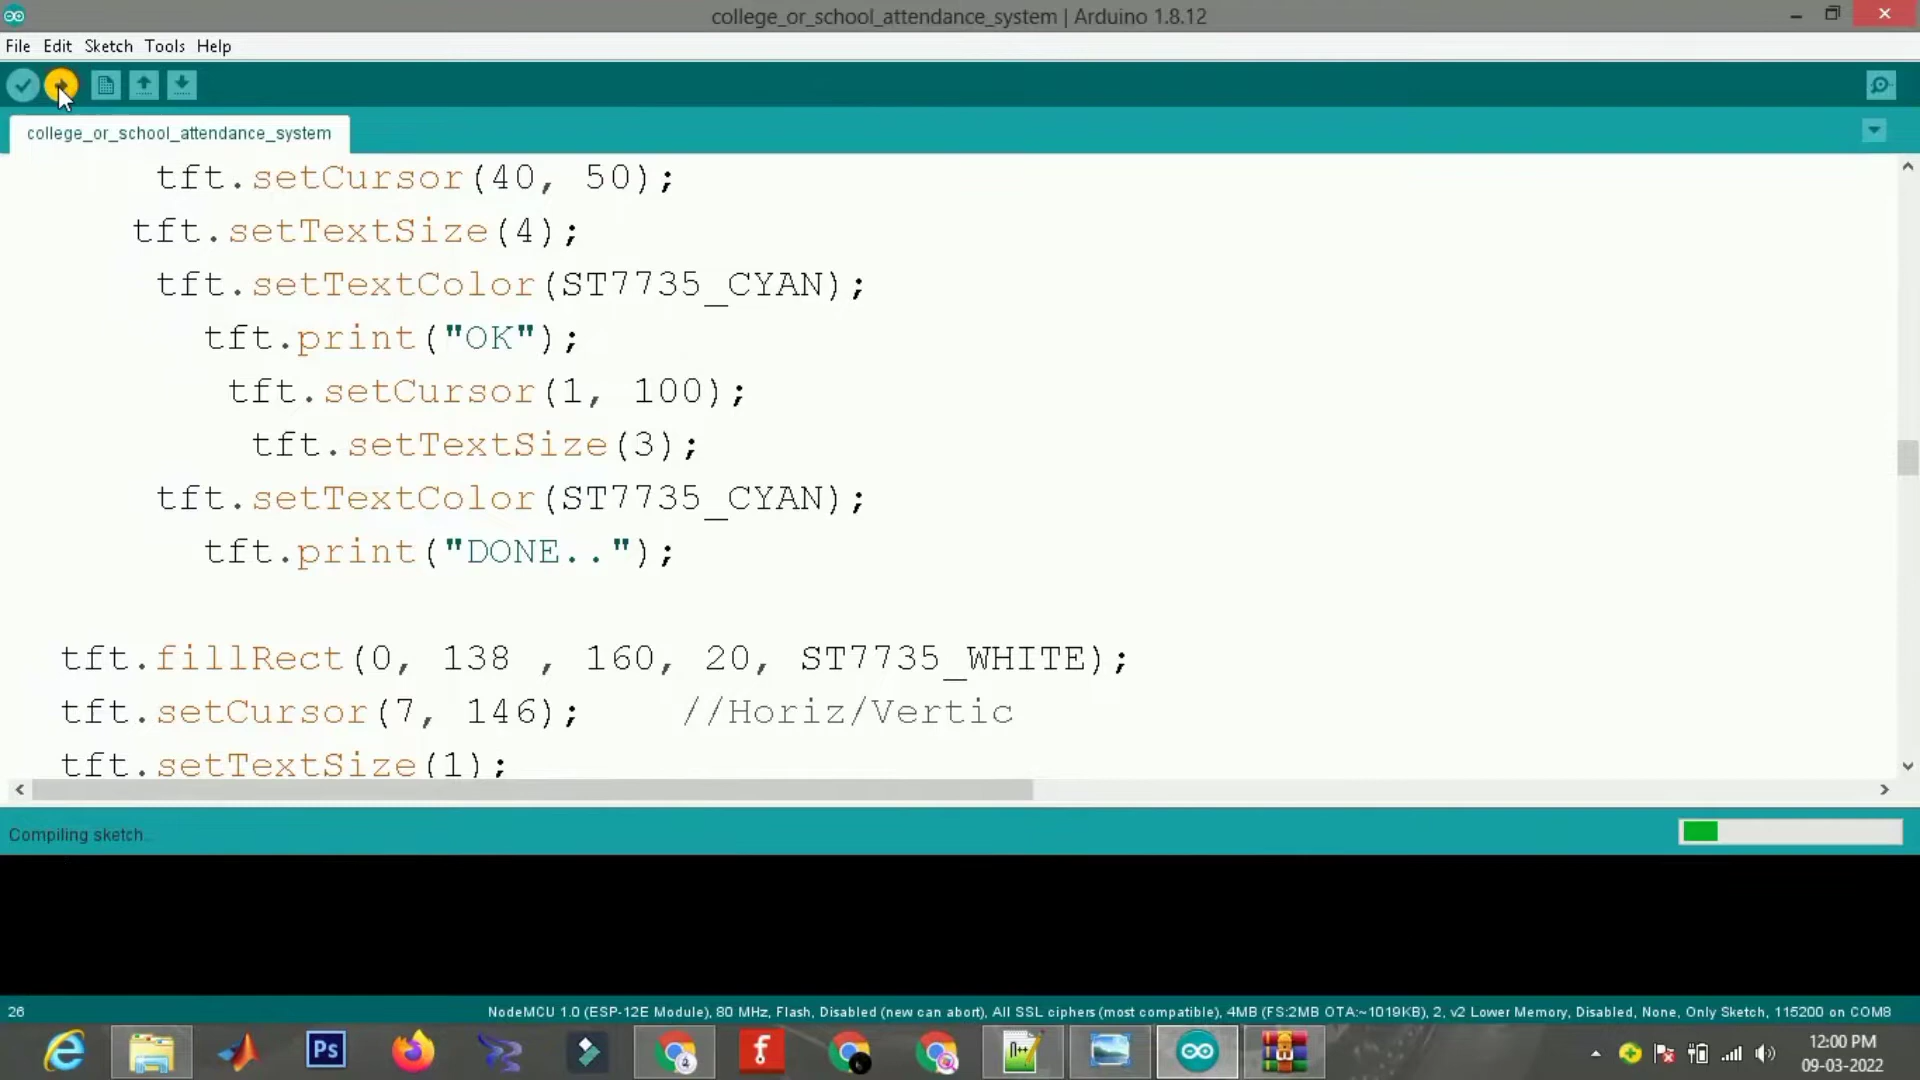 college_or_school_attendance_system | Arduino 1.8.12
File Edit Sketch Tools Help
college_or_school_attendance_system
tft.setCursor(40, 50);
tft.setTextSize(4);
tft.setTextColor(ST7735_CYAN);
tft.print("OK");
tft.setCursor(1, 100);
tft.setTextSize(3);
tft.setTextColor(ST7735_CYAN);
tft.print("DONE..");
tft.fillRect(0, 138 , 160, 20, ST7735_WHITE);
tft.setCursor(7, 146);    //Horiz/Vertic
tft.setTextSize(1);
Compiling sketch...
26
NodeMCU 1.0 (ESP-12E Module), 80 MHz, Flash, Disabled (new can abort), All SSL ciphers (most compatible), 4MB (FS:2MB OTA:~1019KB), 2, v2 Lower Memory, Disabled, None, Only Sketch, 115200 on COM8
Ps
4
12:00 PM
09-03-2022